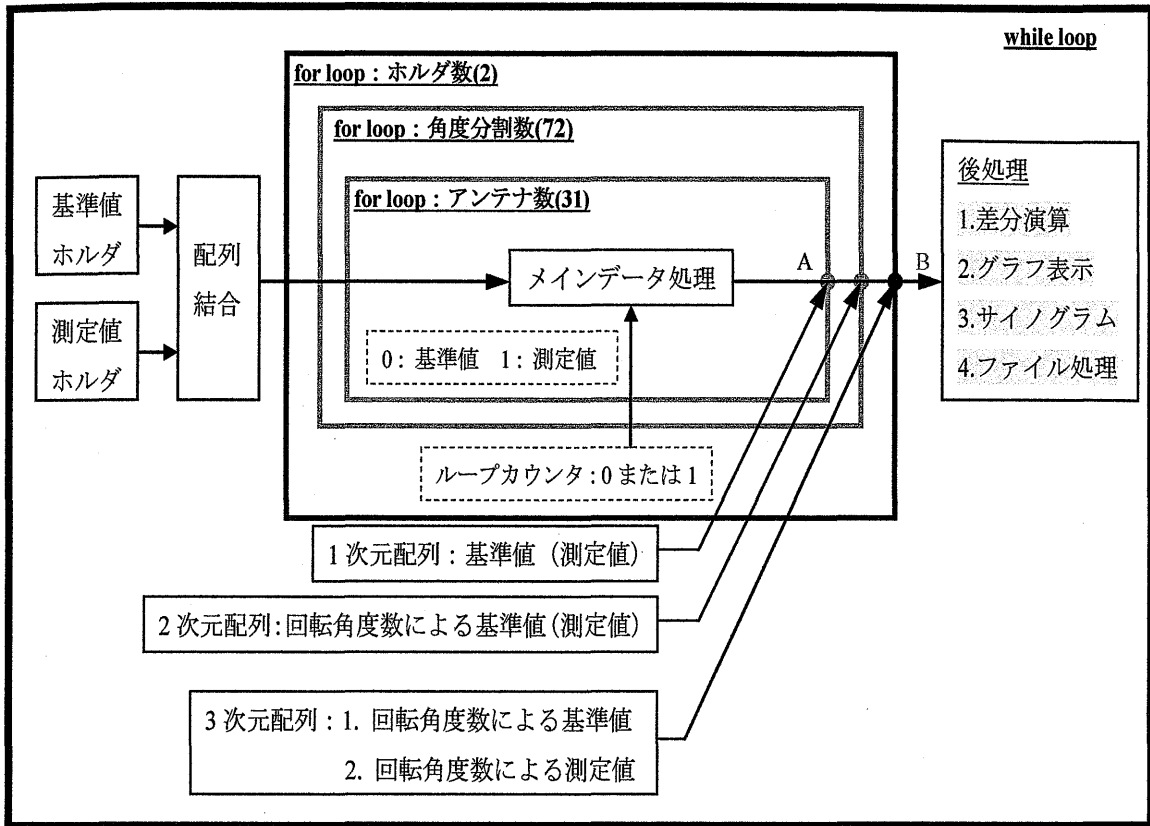 while loop
for loop : ホルダ数(2)
for loop : 角度分割数(72)
for loop : アンテナ数(31)
基準値
ホルダ
測定値
ホルダ
配列
結合
メインデータ処理
0 : 基準値 1 : 測定値
ループカウンタ : 0 または 1
A
B
後処理
1.差分演算
2.グラフ表示
3.サイノグラム
4.ファイル処理
1 次元配列 : 基準値 (測定値)
2 次元配列 : 回転角度数による基準値 (測定値)
3 次元配列 : 1. 回転角度数による基準値
2. 回転角度数による測定値